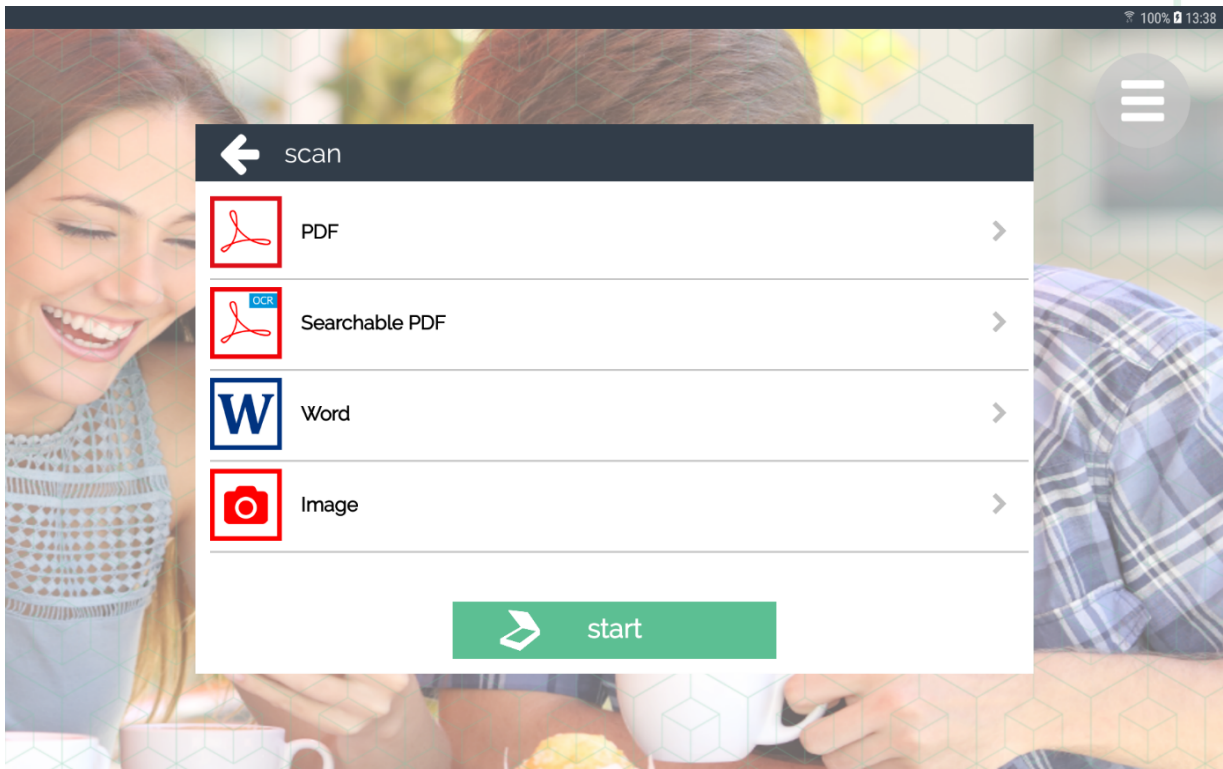 100% 13:38
scan
PDF
OCR
Searchable PDF
W
Word
Image
start